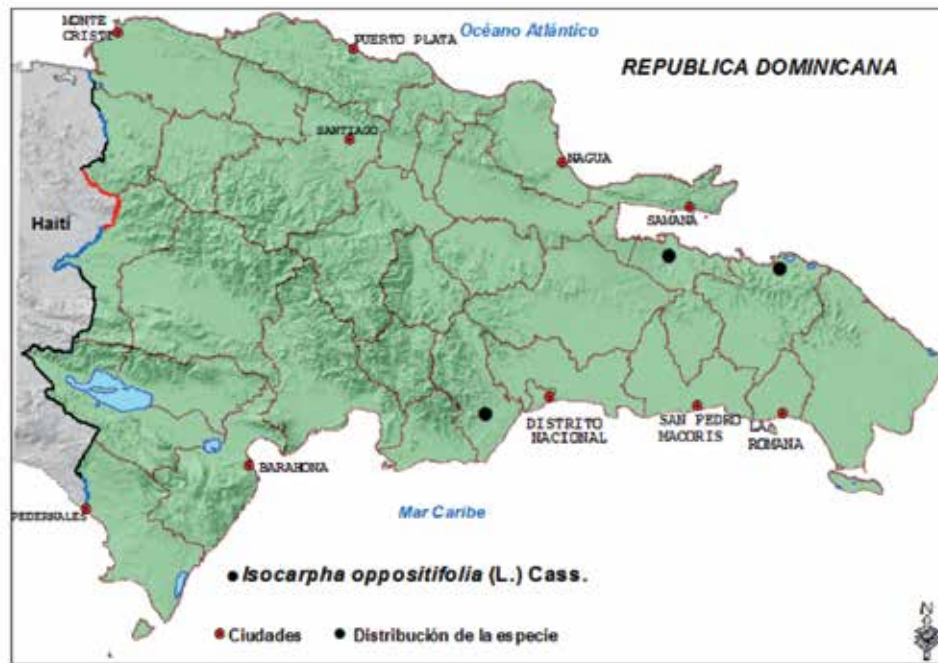 MONTE
CRISTI
PUERTO PLATA
Océano Atlántico
REPUBLICA DOMINICANA
SANTIAGO
NAGUA
Haití
SAMANA
DISTRITO
NACIONAL
SAN PEDRO
MACORIS
LA
ROMANA
BARAHONA
PEDERNALES
Mar Caribe
Isocarpha oppositifolia (L.) Cass.
Ciudades
Distribución de la especie
N